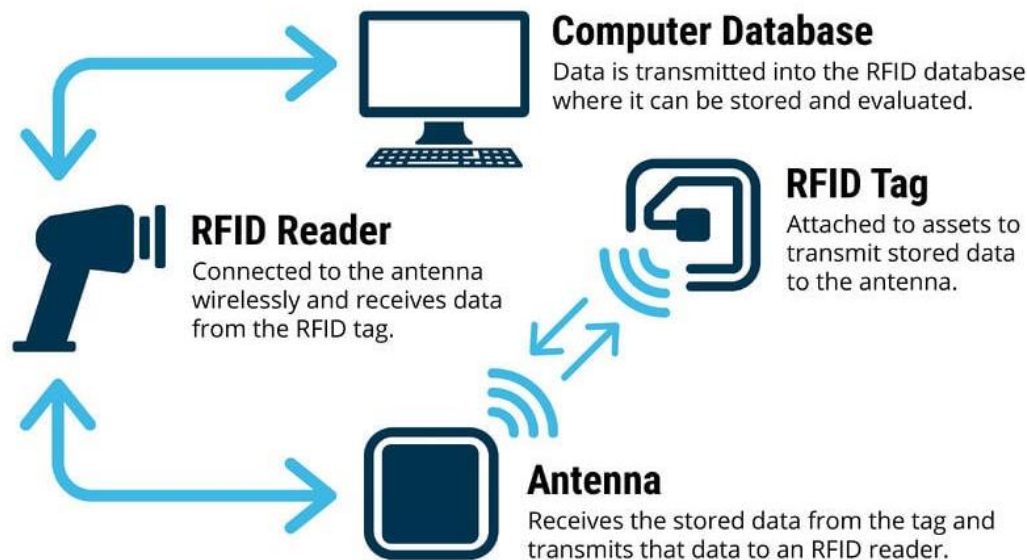 Computer Database
Data is transmitted into the RFID database
where it can be stored and evaluated.
RFID Tag
Attached to assets to
transmit stored data
to the antenna.
RFID Reader
Connected to the antenna
wirelessly and receives data
from the RFID tag.
Antenna
Receives the stored data from the tag and
transmits that data to an RFID reader.